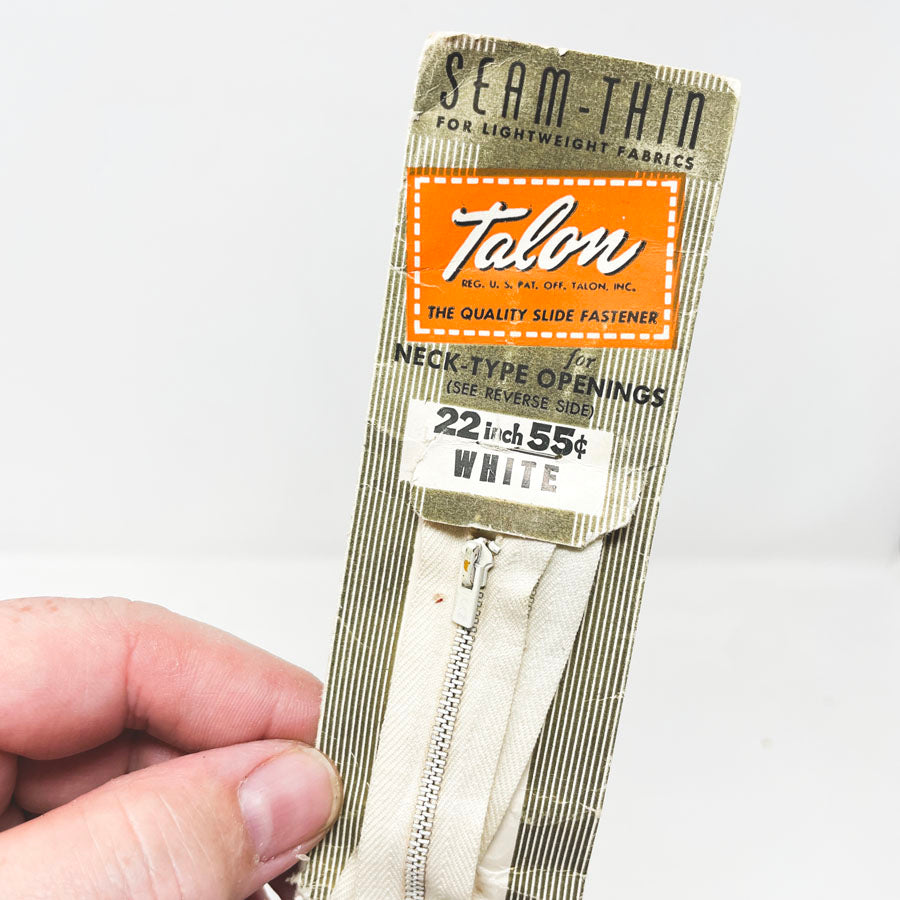 SEAM-THIN
FOR LIGHTWEIGHT FABRICS
Talon
REG. U. S. PAT. OFF. TALON, INC.
THE QUALITY SLIDE FASTENER
for
NECK-TYPE OPENINGS
(SEE REVERSE SIDE)
22 inch 55¢
WHITE